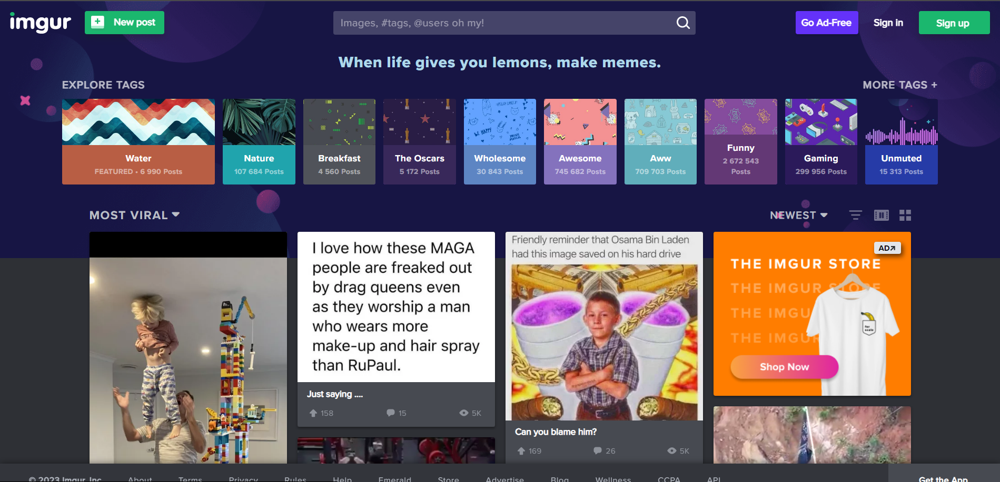 imgur
New post
Images, #tags, @users oh my!
Go Ad-Free
Sign in
Sign up
When life gives you lemons, make memes.
EXPLORE TAGS
MORE TAGS +
Water
FEATURED • 6 990 Posts
Nature
107 684 Posts
Breakfast
4 560 Posts
The Oscars
5 172 Posts
Wholesome
30 843 Posts
Awesome
745 682 Posts
Aww
709 703 Posts
Funny
2 672 543
Posts
Gaming
299 956 Posts
Unmuted
15 313 Posts
MOST VIRAL
NEWEST
I love how these MAGA
people are freaked out
by drag queens even
as they worship a man
who wears more
make-up and hair spray
than RuPaul.
Just saying ....
158
15
5K
Friendly reminder that Osama Bin Laden
had this image saved on his hard drive
Can you blame him?
169
26
5K
AD
THE IMGUR STORE
THE IMGUR STORE
THE IMGU
THE IMGUR
for
scale
Shop Now
© 2023 Imgur, Inc
About
Terms
Privacy
Rules
Help
Emerald
Store
Advertise
Blog
Wellness
CCPA
API
Get the App